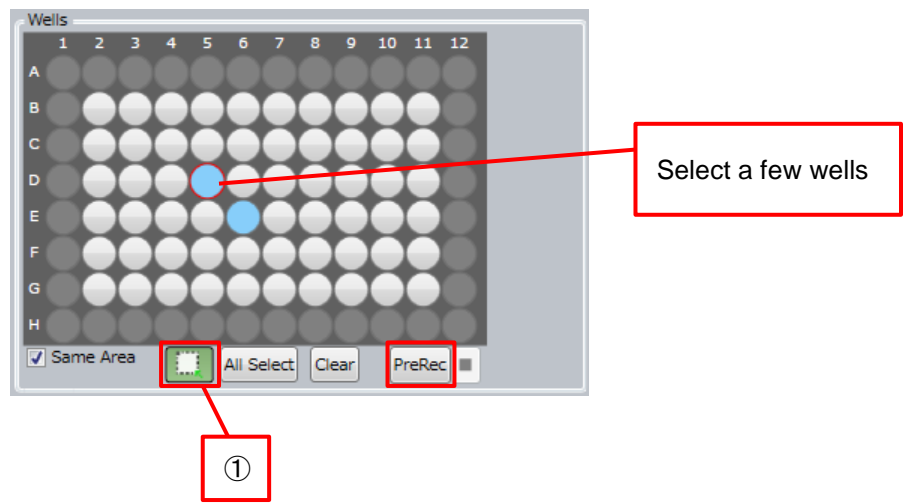 Wells
1 2 3 4 5 6 7 8 9 10 11 12
A
B
C
D
E
F
G
H
Select a few wells
Same Area All Select Clear PreRec
①